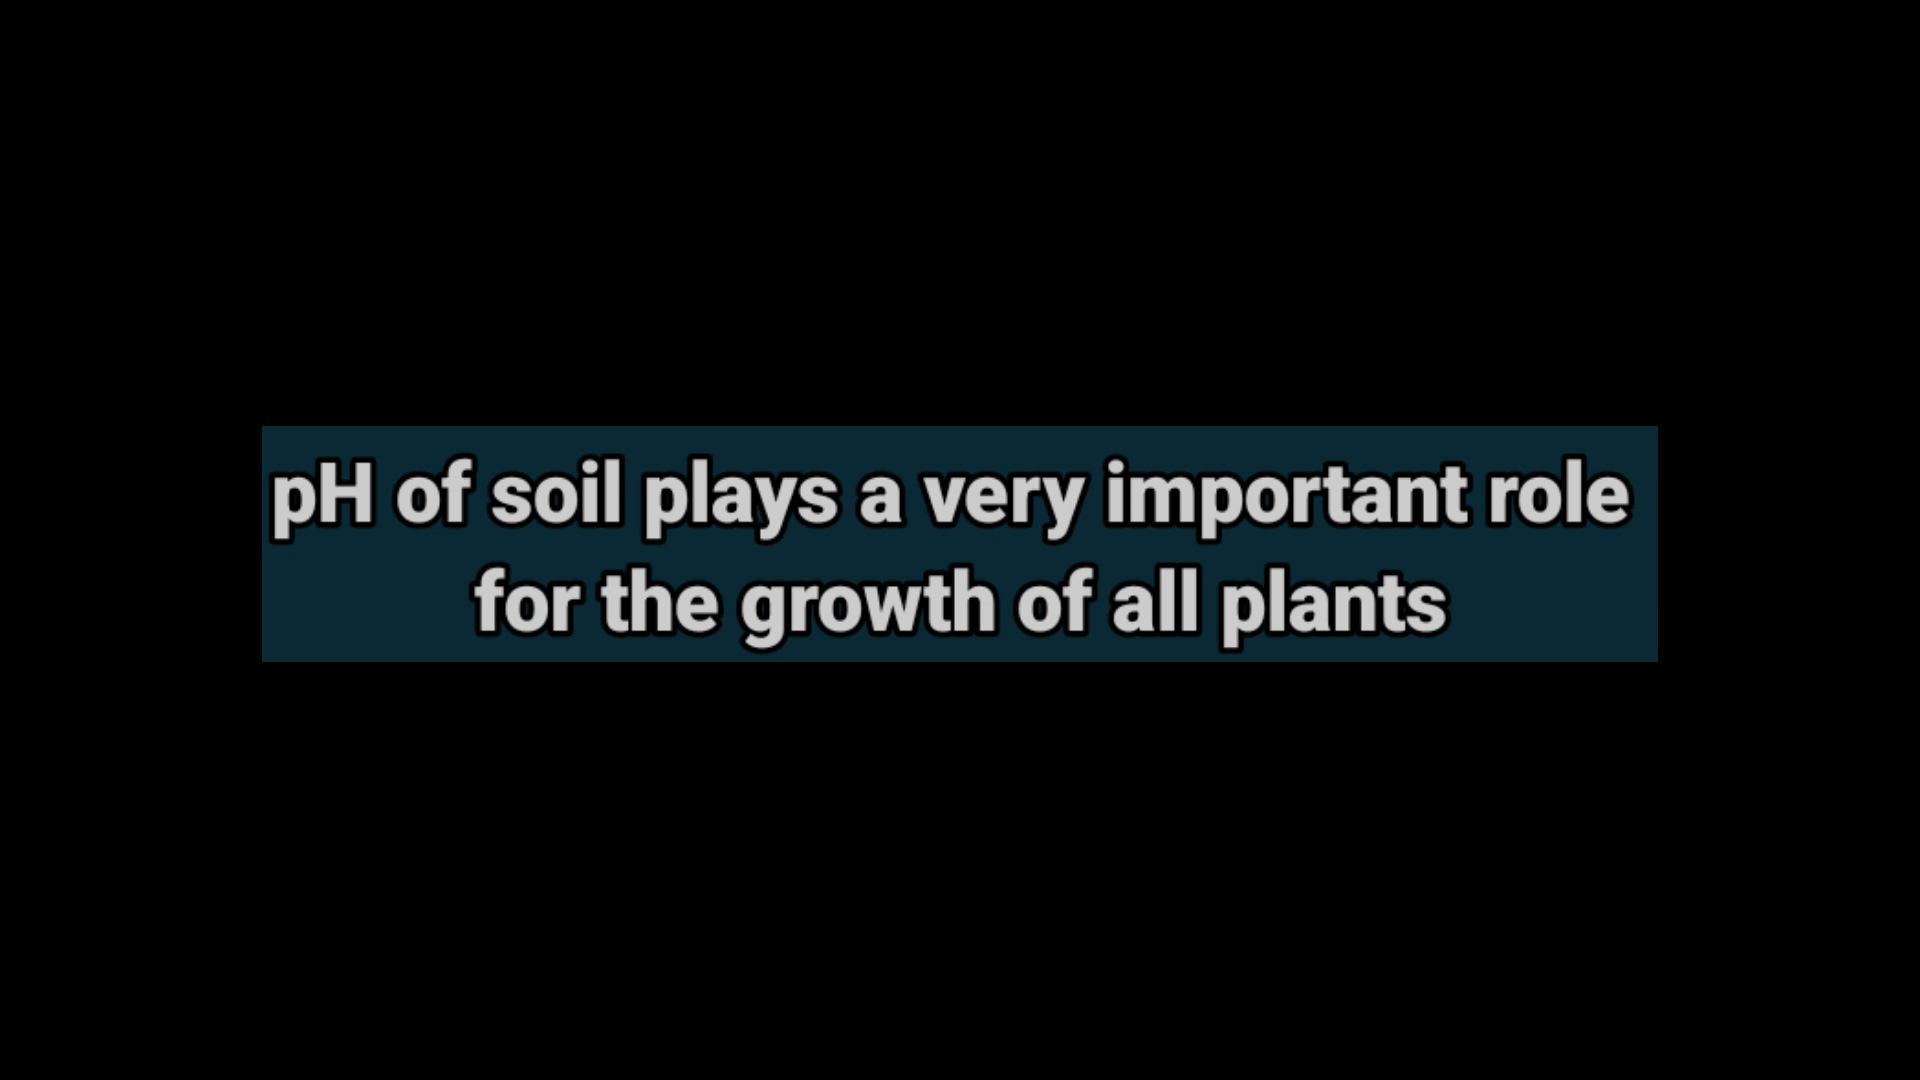 pH of soil plays a very important role
for the growth of all plants